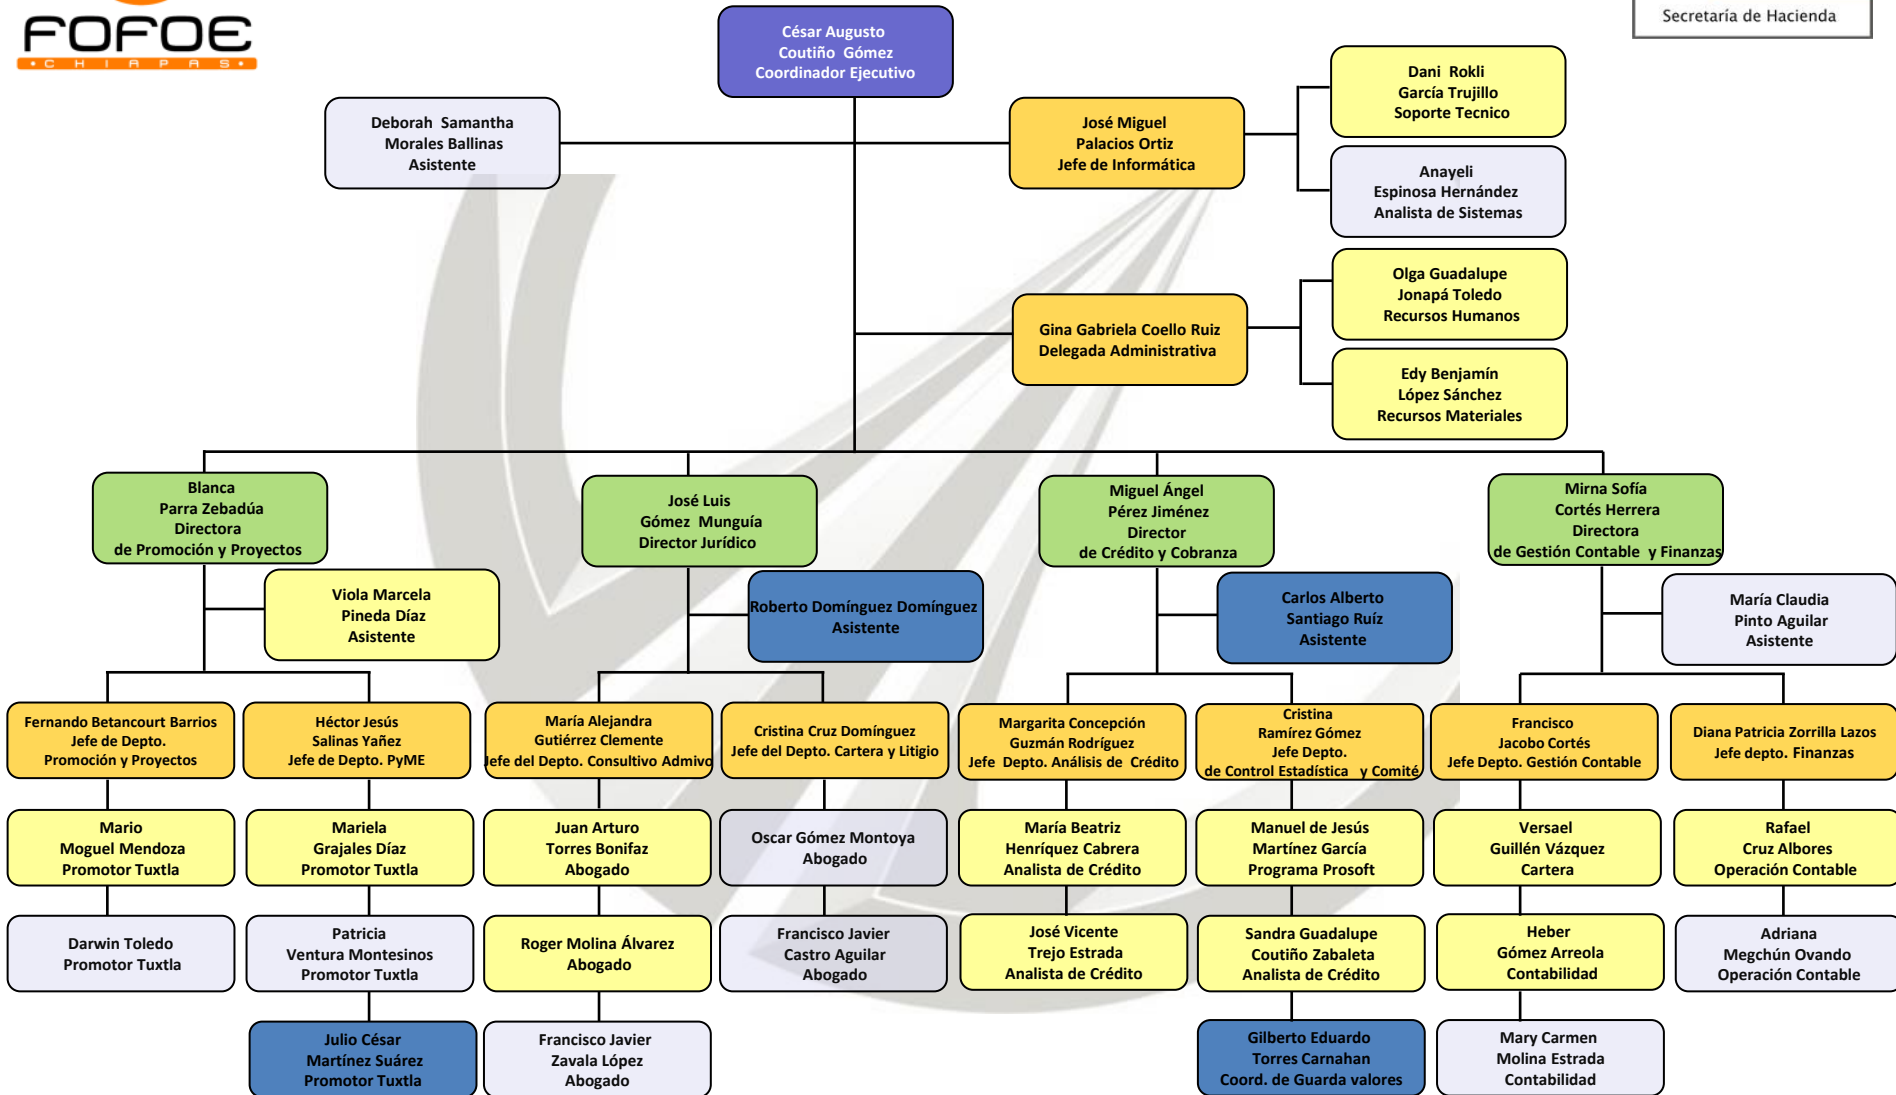 FOFOE
CHIAPAS
Secretaría de Hacienda
César Augusto
Coutiño Gómez
Coordinador Ejecutivo
Deborah Samantha
Morales Ballinas
Asistente
José Miguel
Palacios Ortiz
Jefe de Informática
Dani Rokli
García Trujillo
Soporte Tecnico
Anayeli
Espinosa Hernández
Analista de Sistemas
Gina Gabriela Coello Ruiz
Delegada Administrativa
Olga Guadalupe
Jonapá Toledo
Recursos Humanos
Edy Benjamín
López Sánchez
Recursos Materiales
Blanca
Parra Zebadúa
Directora
de Promoción y Proyectos
José Luis
Gómez Munguía
Director Jurídico
Miguel Ángel
Pérez Jiménez
Director
de Crédito y Cobranza
Mirna Sofía
Cortés Herrera
Directora
de Gestión Contable y Finanzas
Viola Marcela
Pineda Díaz
Asistente
Roberto Domínguez Domínguez
Asistente
Carlos Alberto
Santiago Ruíz
Asistente
María Claudia
Pinto Aguilar
Asistente
Fernando Betancourt Barrios
Jefe de Depto.
Promoción y Proyectos
Héctor Jesús
Salinas Yañez
Jefe de Depto. PyME
María Alejandra
Gutiérrez Clemente
Jefe del Depto. Consultivo Admivo
Cristina Cruz Domínguez
Jefe del Depto. Cartera y Litigio
Margarita Concepción
Guzmán Rodríguez
Jefe Depto. Análisis de Crédito
Cristina
Ramírez Gómez
Jefe Depto.
de Control Estadística y Comité
Francisco
Jacobo Cortés
Jefe Depto. Gestión Contable
Diana Patricia Zorrilla Lazos
Jefe depto. Finanzas
Mario
Moguel Mendoza
Promotor Tuxtla
Mariela
Grajales Díaz
Promotor Tuxtla
Juan Arturo
Torres Bonifaz
Abogado
Oscar Gómez Montoya
Abogado
María Beatriz
Henríquez Cabrera
Analista de Crédito
Manuel de Jesús
Martínez García
Programa Prosoft
Versael
Guillén Vázquez
Cartera
Rafael
Cruz Albores
Operación Contable
Darwin Toledo
Promotor Tuxtla
Patricia
Ventura Montesinos
Promotor Tuxtla
Roger Molina Álvarez
Abogado
Francisco Javier
Castro Aguilar
Abogado
José Vicente
Trejo Estrada
Analista de Crédito
Sandra Guadalupe
Coutiño Zabaleta
Analista de Crédito
Heber
Gómez Arreola
Contabilidad
Adriana
Megchún Ovando
Operación Contable
Julio César
Martínez Suárez
Promotor Tuxtla
Francisco Javier
Zavala López
Abogado
Gilberto Eduardo
Torres Carnahan
Coord. de Guarda valores
Mary Carmen
Molina Estrada
Contabilidad